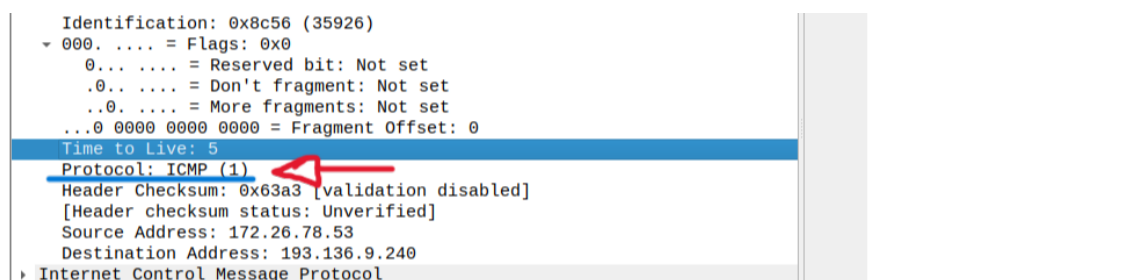 Identification: 0x8c56 (35926)
000. .... = Flags: 0x0
0... .... = Reserved bit: Not set
.0.. .... = Don't fragment: Not set
..0. .... = More fragments: Not set
...0 0000 0000 0000 = Fragment Offset: 0
Time to Live: 5
Protocol: ICMP (1)
Header Checksum: 0x63a3 [validation disabled]
[Header checksum status: Unverified]
Source Address: 172.26.78.53
Destination Address: 193.136.9.240
Internet Control Message Protocol